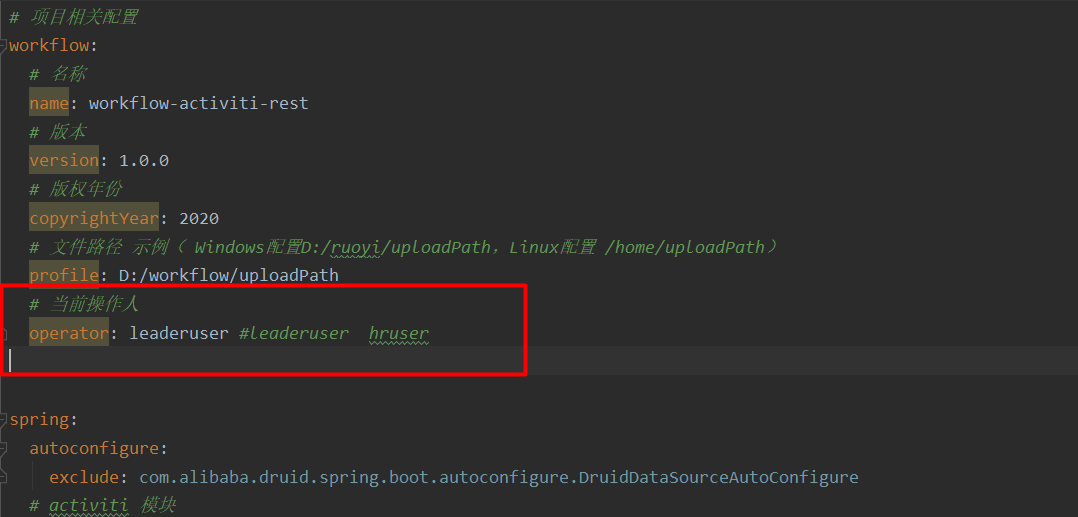 # 项目相关配置
workflow:
# 名称
name: workflow-activiti-rest
# 版本
version: 1.0.0
# 版权年份
copyrightYear: 2020
# 文件路径 示例（ Windows配置D:/ruoyi/uploadPath，Linux配置 /home/uploadPath）
profile: D:/workflow/uploadPath
# 当前操作人
operator: leaderuser #leaderuser  hruser
spring:
autoconfigure:
exclude: com.alibaba.druid.spring.boot.autoconfigure.DruidDataSourceAutoConfigure
# activiti 模块